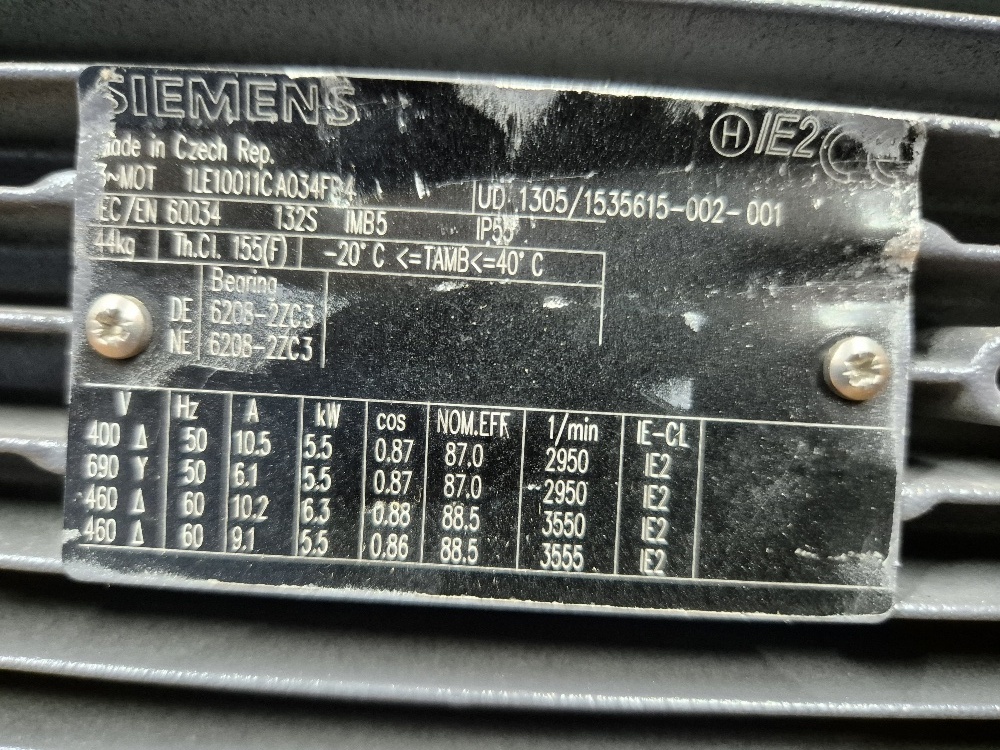 SIEMENS
Ⓗ IE2 CE
Made in Czech Rep.
3~MOT 1LE10011CA034FB4 UD 1305/1535615-002-001
IEC/EN 60034 132S IMB5 IP55
44kg Th.Cl. 155(F) -20°C <=TAMB<=40°C
Bearing
DE 6208-2ZC3
NE 6208-2ZC3
V Hz A kW cos NOM.EFF 1/min IE-CL
400 Δ 50 10.5 5.5 0.87 87.0 2950 IE2
690 Y 50 6.1 5.5 0.87 87.0 2950 IE2
460 Δ 60 10.2 6.3 0.88 88.5 3550 IE2
460 Δ 60 9.1 5.5 0.86 88.5 3555 IE2